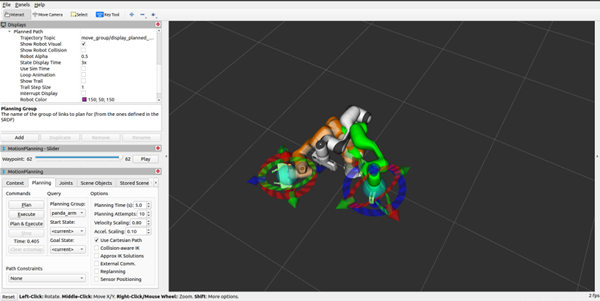 File Panels Help
Interact Move Camera Select Key Tool
Displays
Planned Path
Trajectory Topic move_group/display_planned_...
Show Robot Visual
Show Robot Collision
Robot Alpha 0.5
State Display Time 3x
Use Sim Time
Loop Animation
Show Trail
Trail Step Size 1
Interrupt Display
Robot Color 150; 50; 150
Planning Group
The name of the group of links to plan for (from the ones defined in the
SRDF)
Add Duplicate Remove Rename
MotionPlanning - Slider
Waypoint: 62 62 Play
MotionPlanning
Context Planning Joints Scene Objects Stored Scene
Commands Query Options
Plan Planning Group: Planning Time (s): 5.0
Execute panda_arm Planning Attempts: 10
Plan & Execute Start State: Velocity Scaling: 0.80
Stop <current> Accel. Scaling: 0.10
Time: 0.405 Goal State: Use Cartesian Path
Clear octomap <current> Collision-aware IK
Approx IK Solutions
External Comm.
Path Constraints Replanning
None Sensor Positioning
Reset Left-Click: Rotate. Middle-Click: Move X/Y. Right-Click/Mouse Wheel: Zoom. Shift: More options. 2 fps